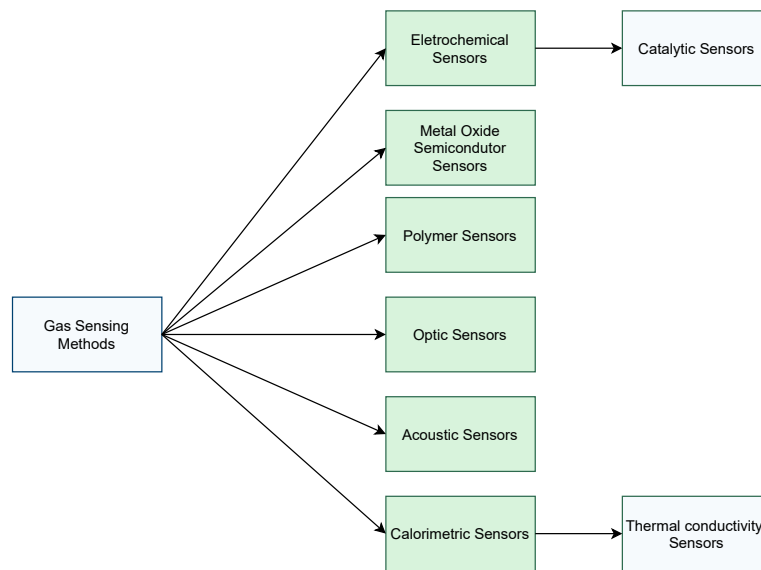 Eletrochemical
Sensors
Catalytic Sensors
Metal Oxide
Semicondutor
Sensors
Polymer Sensors
Gas Sensing
Methods
Optic Sensors
Acoustic Sensors
Calorimetric Sensors
Thermal conductivity
Sensors